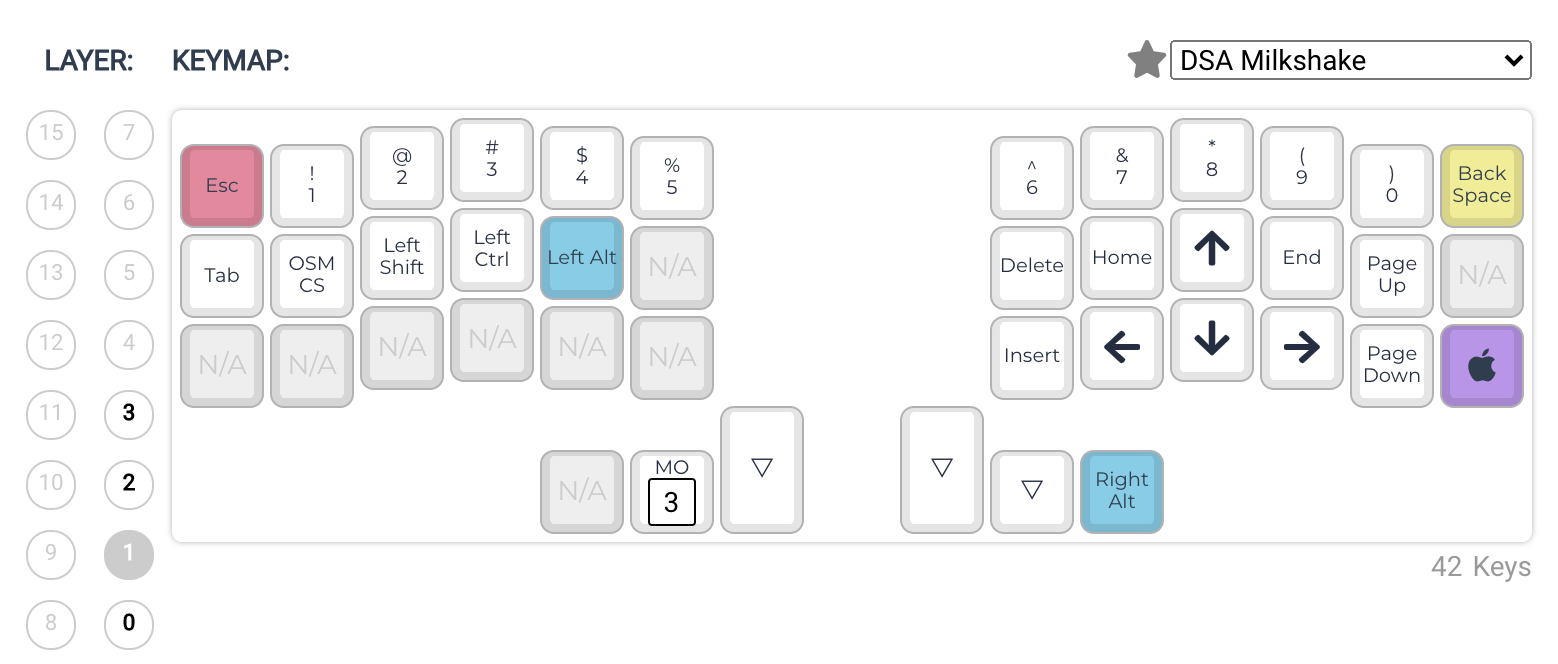 LAYER: KEYMAP: DSA Milkshake
15 7
14 6
13 5
12 4
11 3
10 2
9 1
8 0
Esc
!
1
@
2
#
3
$
4
%
5
^
6
&
7
*
8
(
9
)
0
Back
Space
Tab
OSM
CS
Left
Shift
Left
Ctrl
Left Alt
N/A
Delete
Home
End
Page
Up
N/A
N/A
N/A
N/A
N/A
N/A
N/A
Insert
Page
Down
N/A
MO
3
Right
Alt
42 Keys